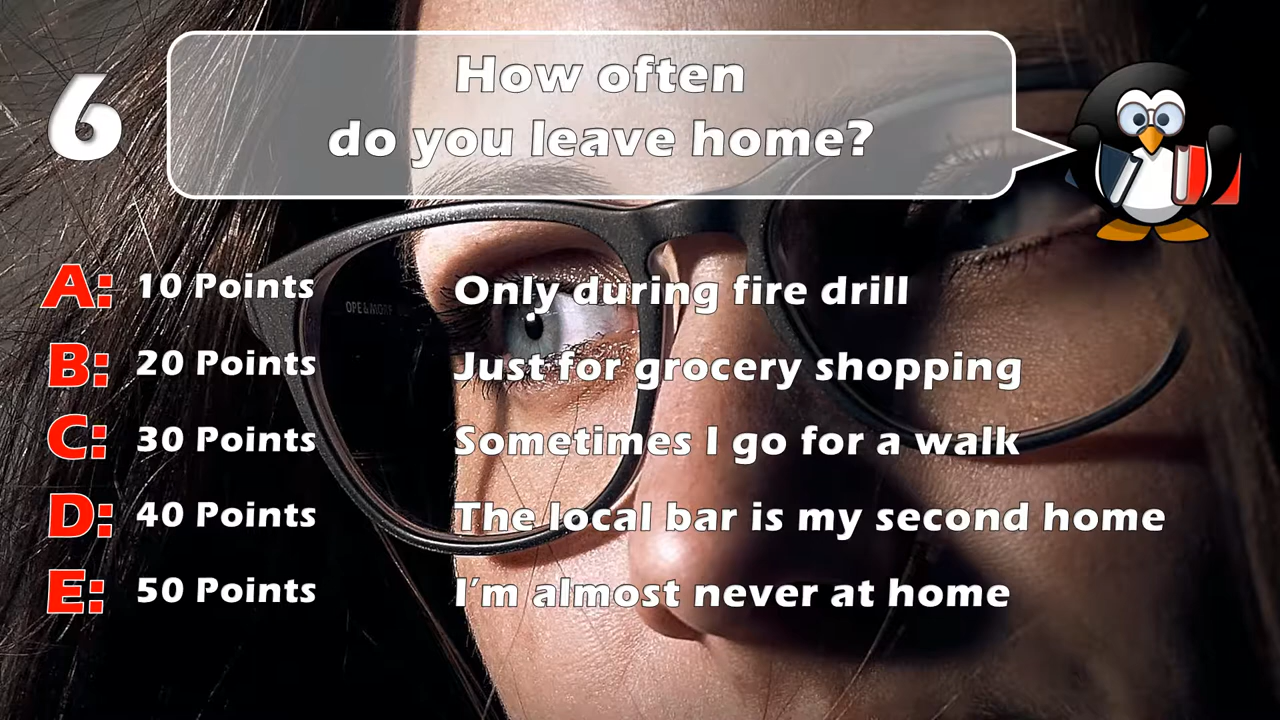 6
How often
do you leave home?
A: 10 Points Only during fire drill
B: 20 Points Just for grocery shopping
C: 30 Points Sometimes I go for a walk
D: 40 Points The local bar is my second home
E: 50 Points I'm almost never at home
OPE&MORE